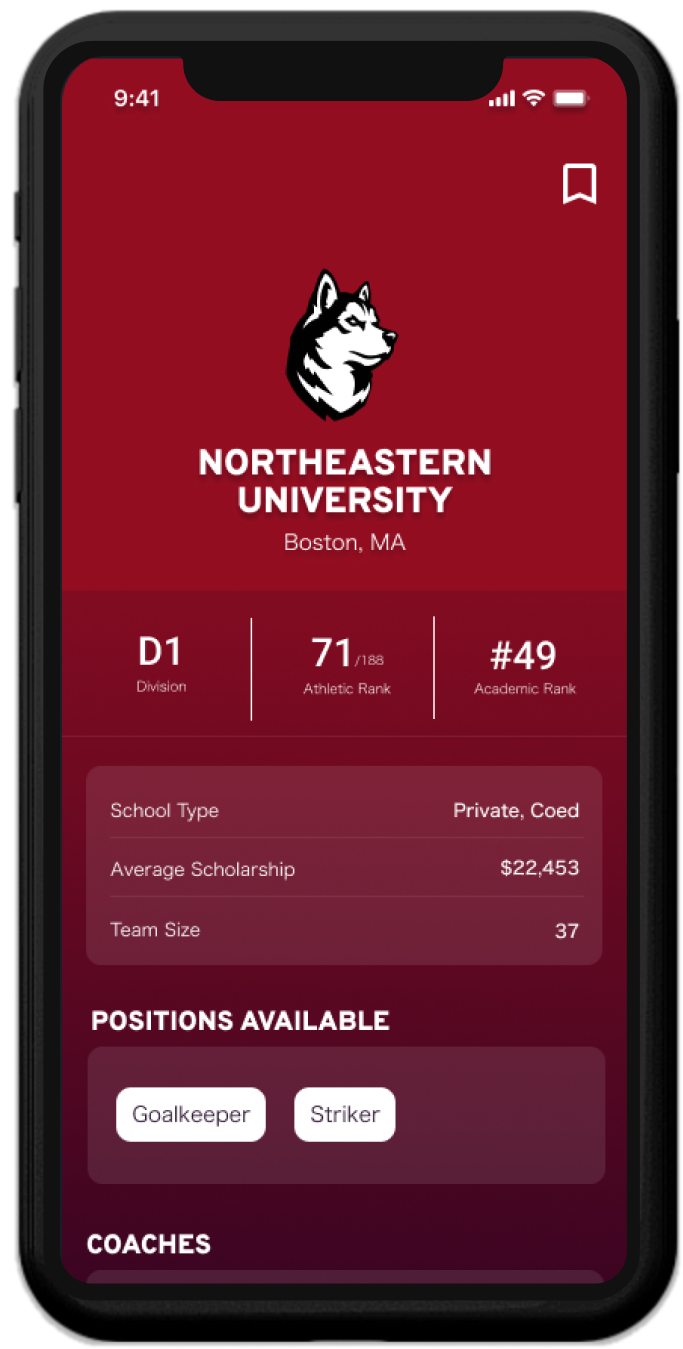 9:41
NORTHEASTERN
UNIVERSITY
Boston, MA
D1
Division
71/188
Athletic Rank
#49
Academic Rank
School Type Private, Coed
Average Scholarship $22,453
Team Size 37
POSITIONS AVAILABLE
Goalkeeper Striker
COACHES